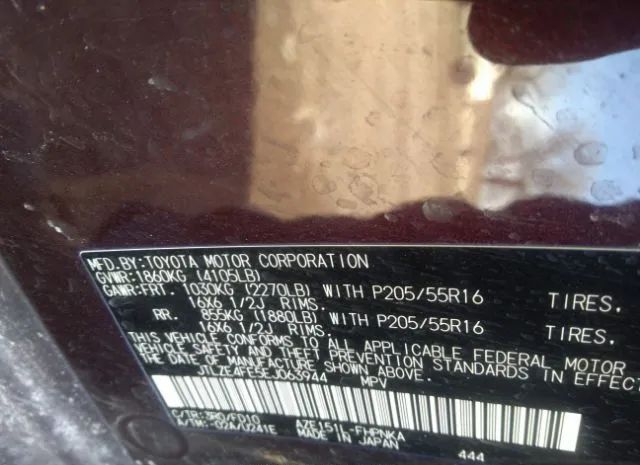 MFD.BY:TOYOTA MOTOR CORPORATION
GVWR:1860KG (4105LB)
GAWR:FRT. 1030KG (2270LB) WITH P205/55R16 TIRES.
16X6 1/2J RIMS.
RR. 855KG (1880LB) WITH P205/55R16 TIRES.
16X6 1/2J RIMS.
THIS VEHICLE CONFORMS TO ALL APPLICABLE FEDERAL MOTOR
VEHICLE SAFETY AND THEFT PREVENTION STANDARDS IN EFFECT
THE DATE OF MANUFACTURE SHOWN ABOVE.
JTLZE4FE5EJ063944 MPV
C/TR:3R0/FD10 AZE151L-FHPNKA
MADE IN JAPAN
444